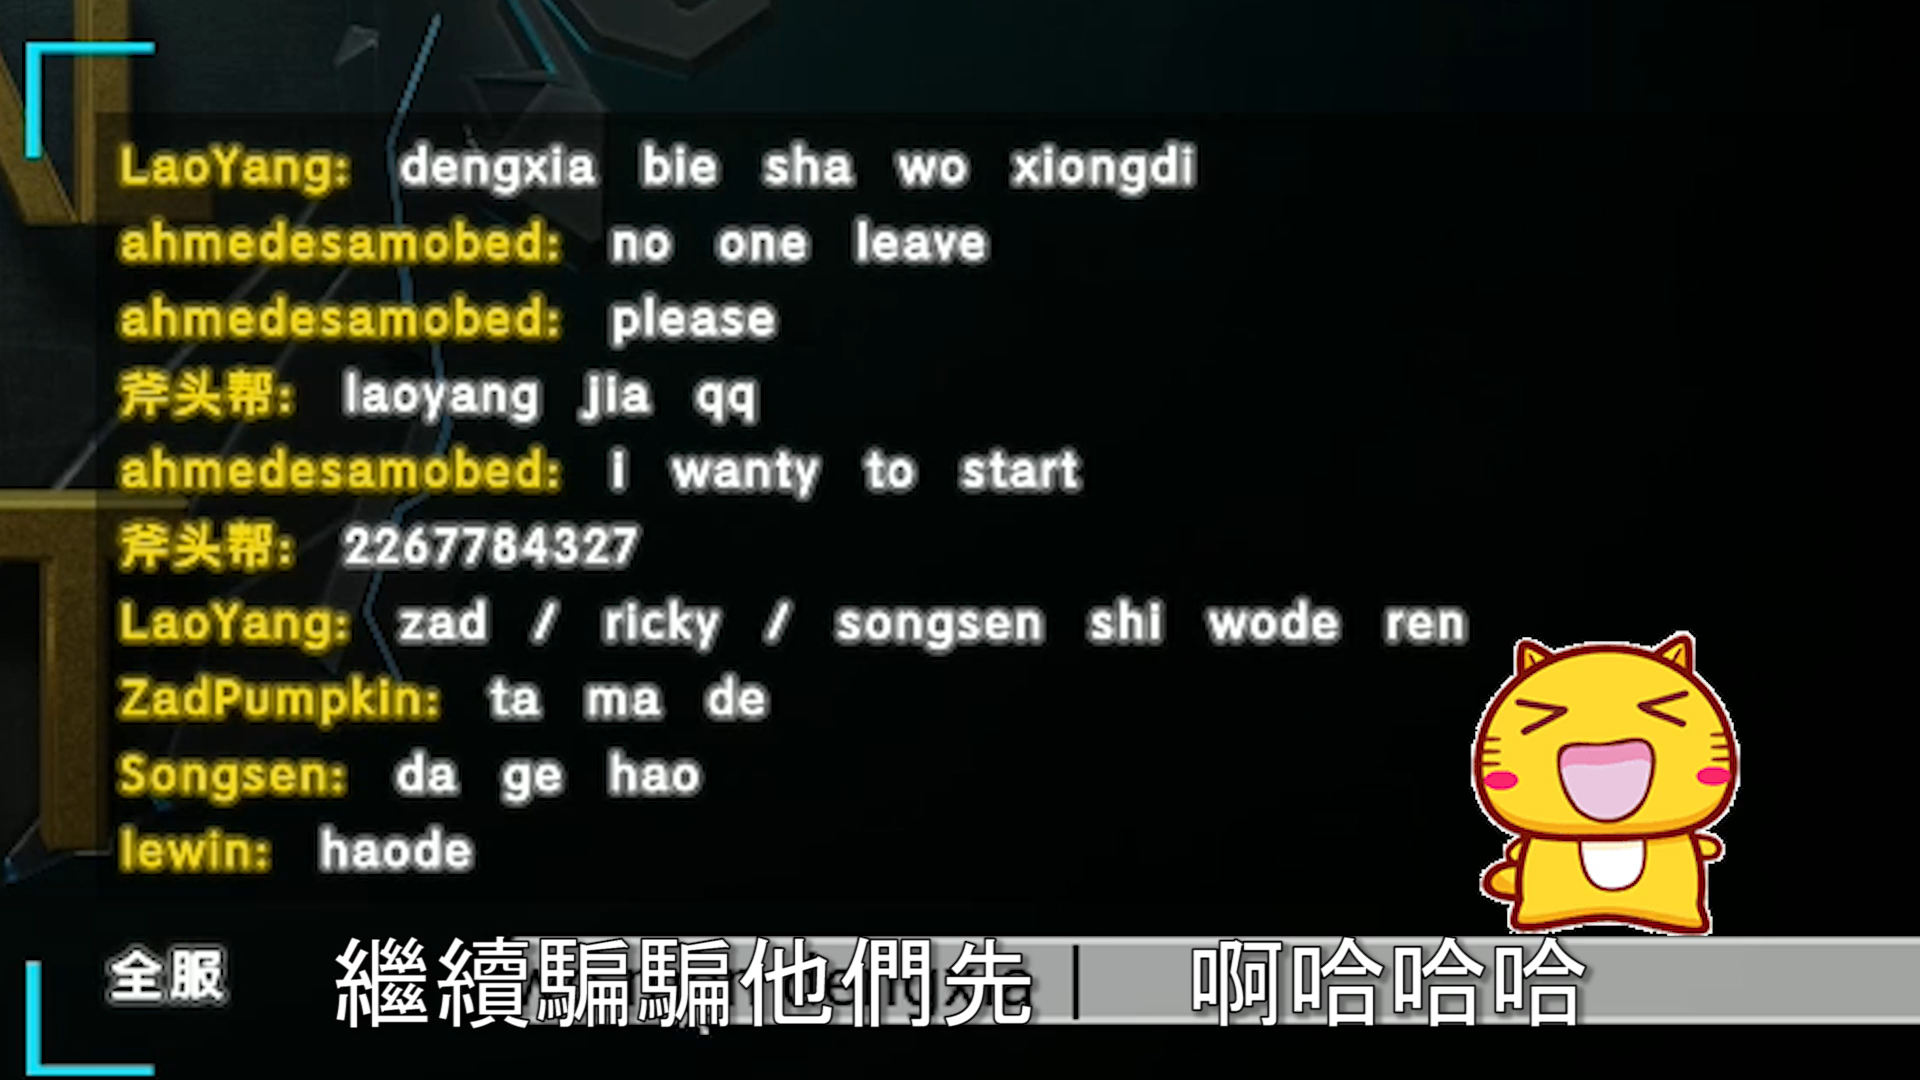 LaoYang: dengxia bie sha wo xiongdi
ahmedesamobed: no one leave
ahmedesamobed: please
斧头帮: laoyang jia qq
ahmedesamobed: i wanty to start
斧头帮: 2267784327
LaoYang: zad / ricky / songsen shi wode ren
ZadPumpkin: ta ma de
Songsen: da ge hao
lewin: haode
全服
繼續騙騙他們先 啊哈哈哈